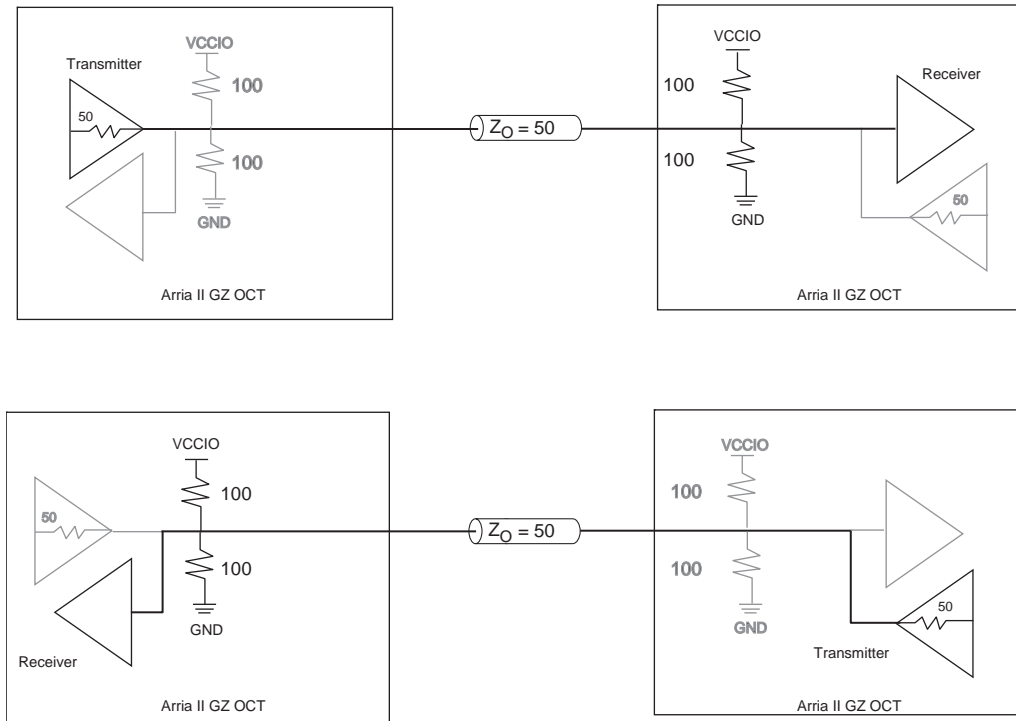 VCCIO
Transmitter
100
50
100
GND
Arria II GZ OCT
ZO = 50
VCCIO
Receiver
100
100
50
GND
Arria II GZ OCT
VCCIO
100
50
100
GND
Receiver
Arria II GZ OCT
ZO = 50
VCCIO
100
100
50
GND
Transmitter
Arria II GZ OCT